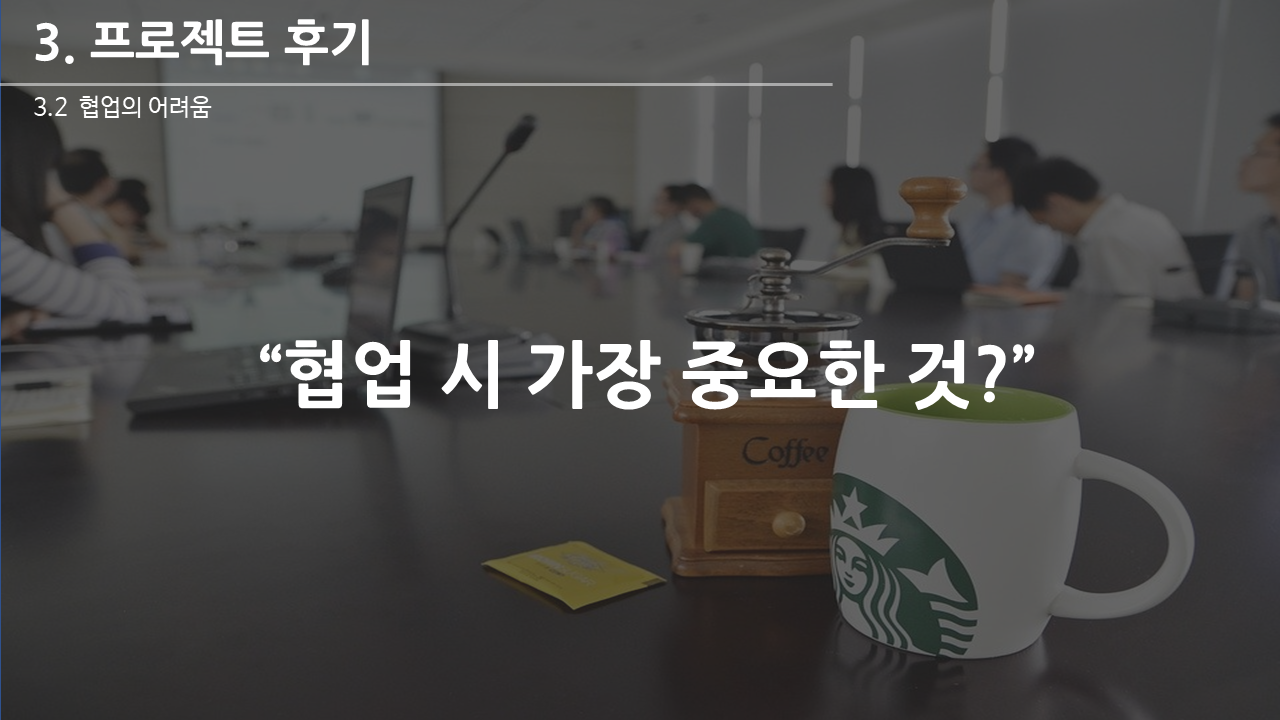 3. 프로젝트 후기
3.2 협업의 어려움
“협업 시 가장 중요한 것?”
Coffee